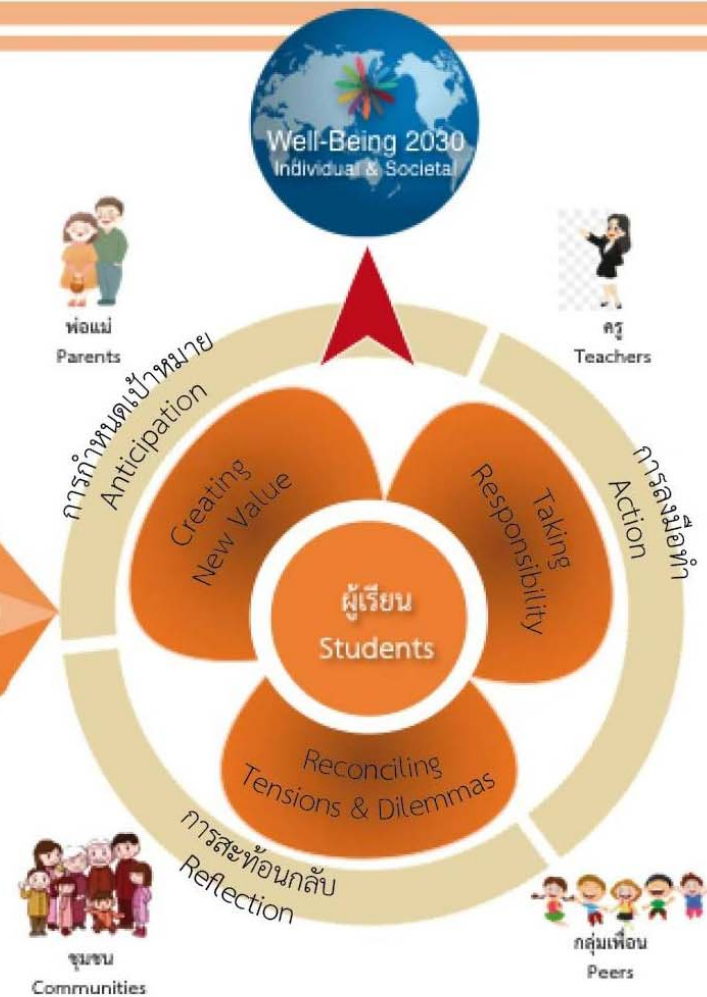 Well-Being 2030
Individual & Societal
พ่อแม่
Parents
ครู
Teachers
การกำหนดเป้าหมาย
Anticipation
การลงมือทำ
Action
Creating
New Value
Taking
Responsibility
ผู้เรียน
Students
Reconciling
Tensions & Dilemmas
การสะท้อนกลับ
Reflection
ชุมชน
Communities
กลุ่มเพื่อน
Peers